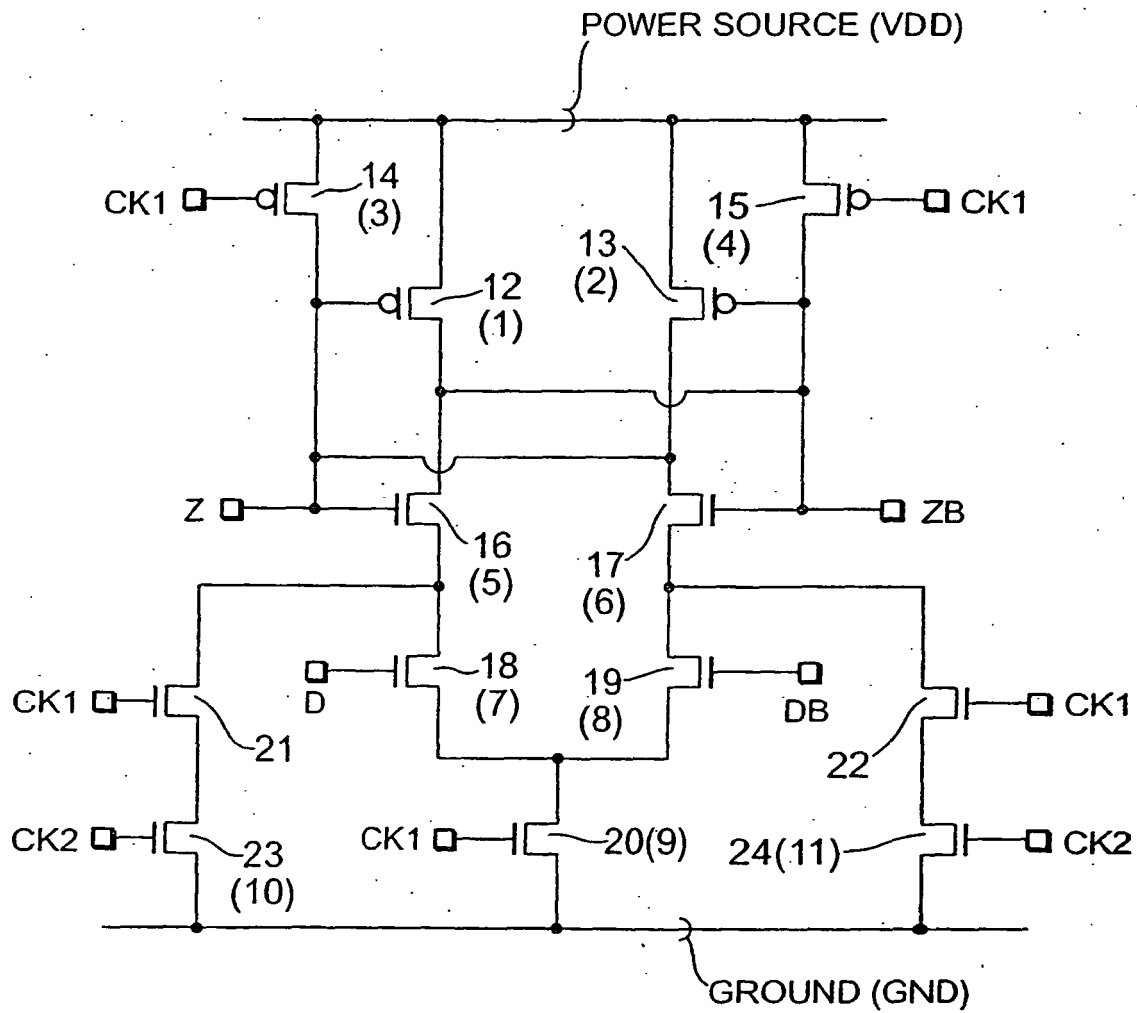 POWER SOURCE (VDD)
CK1
14
(3)
15
(4)
CK1
12
(1)
13
(2)
Z
16
(5)
17
(6)
ZB
D
18
(7)
19
(8)
DB
CK1
21
22
CK1
CK2
23
(10)
CK1
20(9)
24(11)
CK2
GROUND (GND)